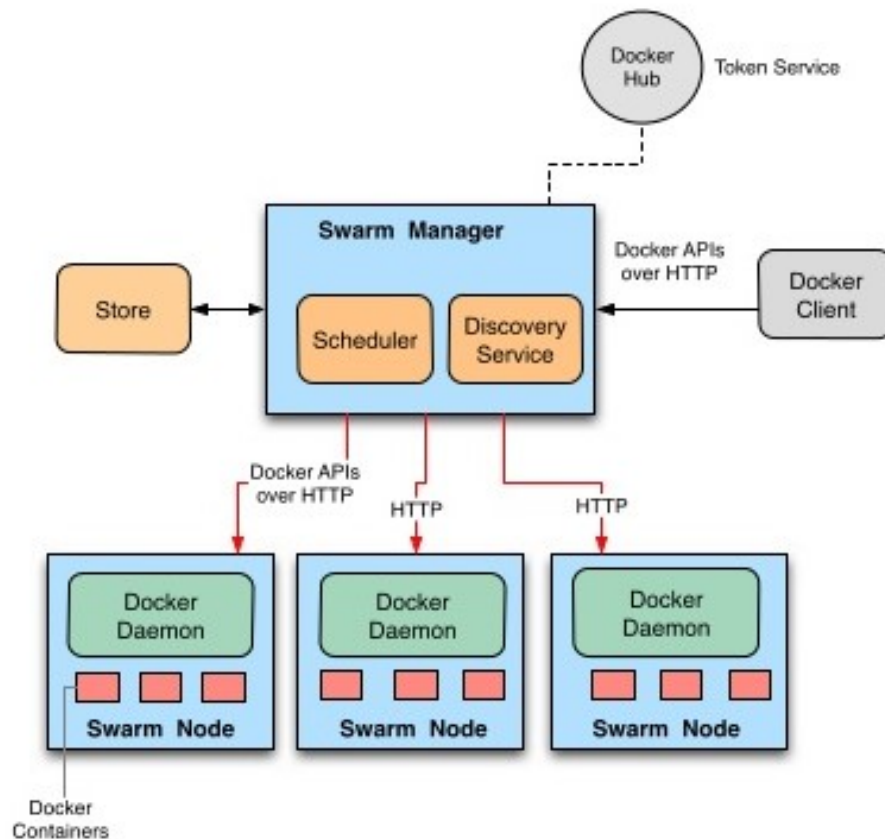 Docker
Hub
Token Service
Swarm Manager
Docker APIs
over HTTP
Store
Scheduler
Discovery
Service
Docker
Client
Docker APIs
over HTTP
HTTP
HTTP
Docker
Daemon
Docker
Daemon
Docker
Daemon
Swarm Node
Swarm Node
Swarm Node
Docker
Containers